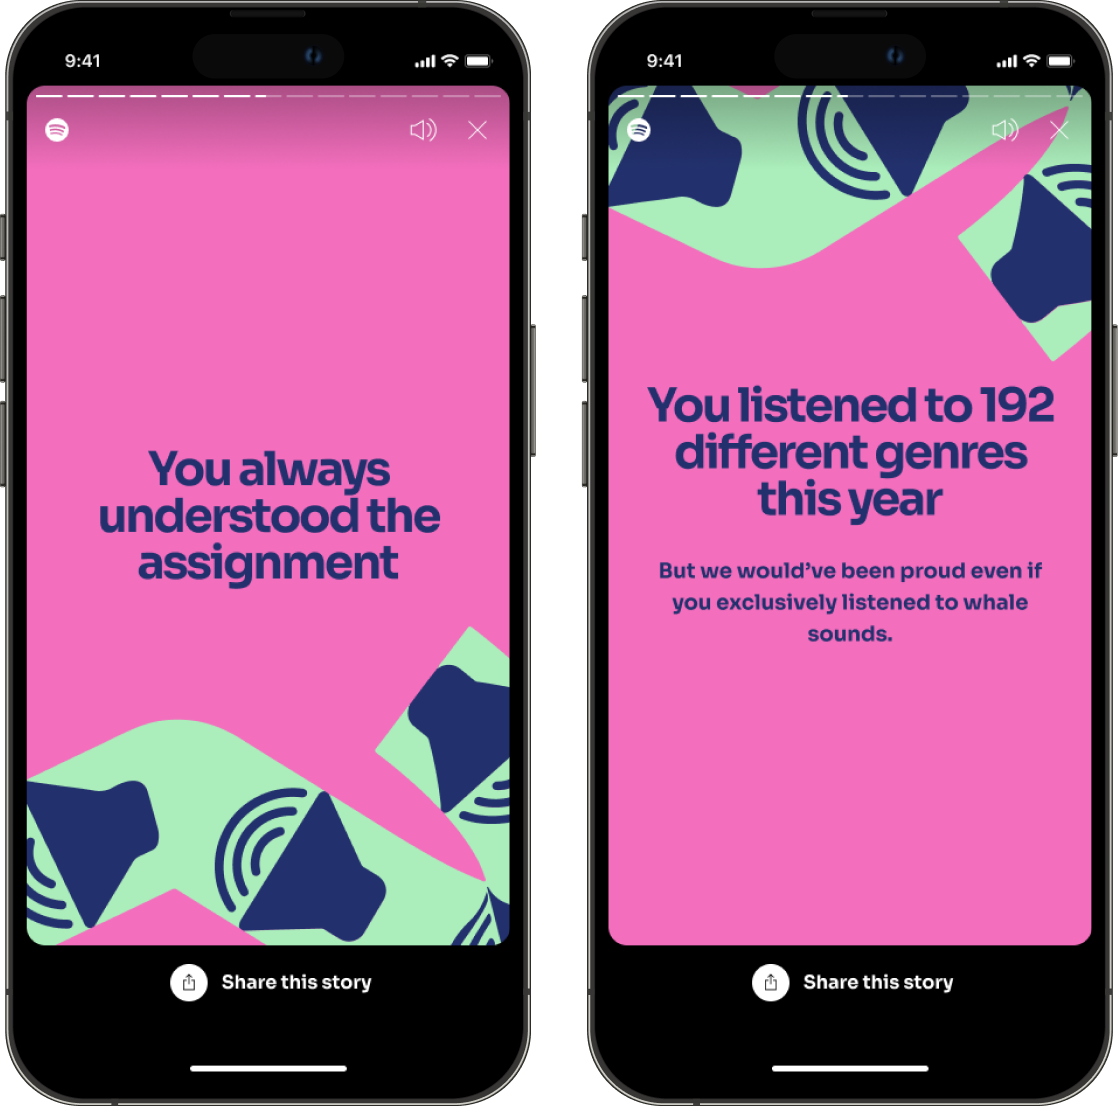 9:41
You always
understood the
assignment
Share this story
9:41
You listened to 192
different genres
this year
But we would’ve been proud even if
you exclusively listened to whale
sounds.
Share this story